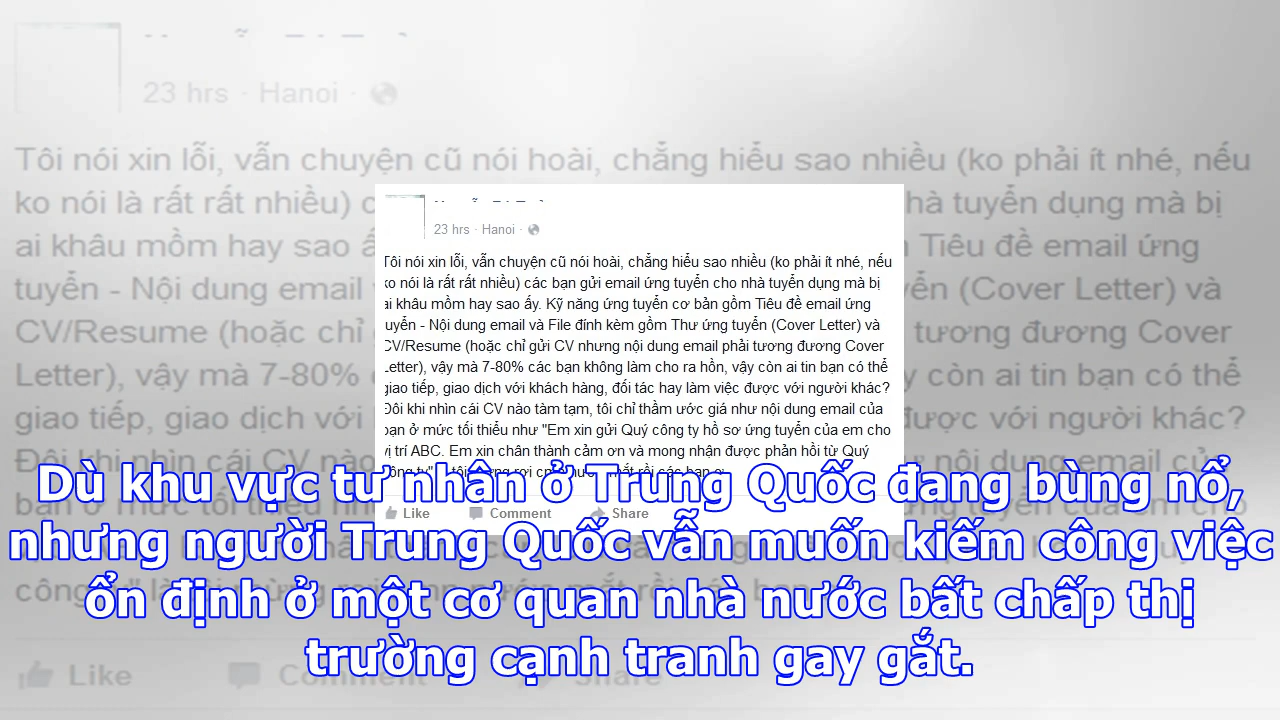 23 hrs · Hanoi ·
Tôi nói xin lỗi, vẫn chuyện cũ nói hoài, chẳng hiểu sao nhiều (ko phải ít nhé, nếu
ko nói là rất rất nhiều) các bạn gửi email ứng tuyển cho nhà tuyển dụng mà bị
ai khâu mồm hay sao ấy. Kỹ năng ứng tuyển cơ bản gồm Tiêu đề email ứng
tuyển - Nội dung email và File đính kèm gồm Thư ứng tuyển (Cover Letter) và
CV/Resume (hoặc chỉ gửi CV nhưng nội dung email phải tương đương Cover
Letter), vậy mà 7-80% các bạn không làm cho ra hồn, vậy còn ai tin bạn có thể
giao tiếp, giao dịch với khách hàng, đối tác hay làm việc được với người khác?
Đôi khi nhìn cái CV nào tàm tạm, tôi chỉ thầm ước giá như nội dung email của
bạn ở mức tối thiểu như "Em xin gửi Quý công ty hồ sơ ứng tuyển của em cho
vị trí ABC. Em xin chân thành cảm ơn và mong nhận được phản hồi từ Quý
Like Comment Share
Dù khu vực tư nhân ở Trung Quốc đang bùng nổ,
nhưng người Trung Quốc vẫn muốn kiếm công việc
ổn định ở một cơ quan nhà nước bất chấp thị
trường cạnh tranh gay gắt.